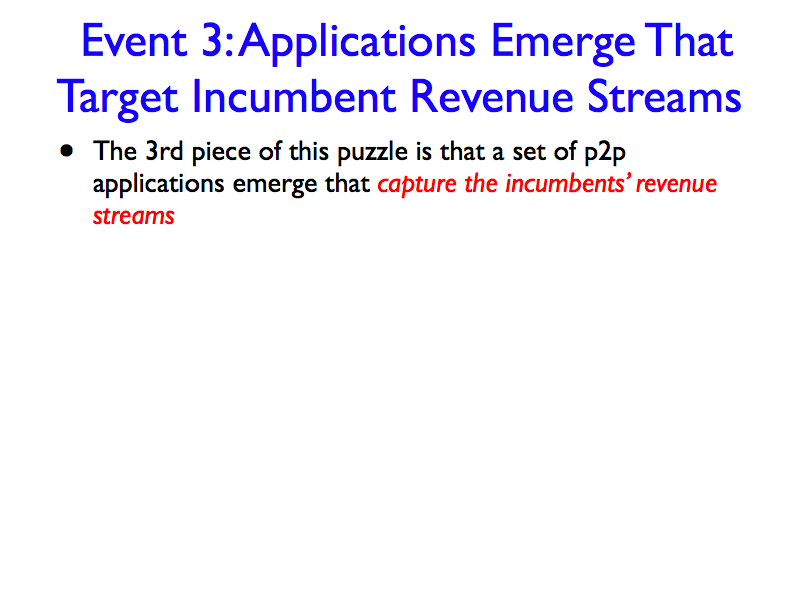 Event 3: Applications Emerge That
Target Incumbent Revenue Streams
• The 3rd piece of this puzzle is that a set of p2p
applications emerge that capture the incumbents’ revenue
streams